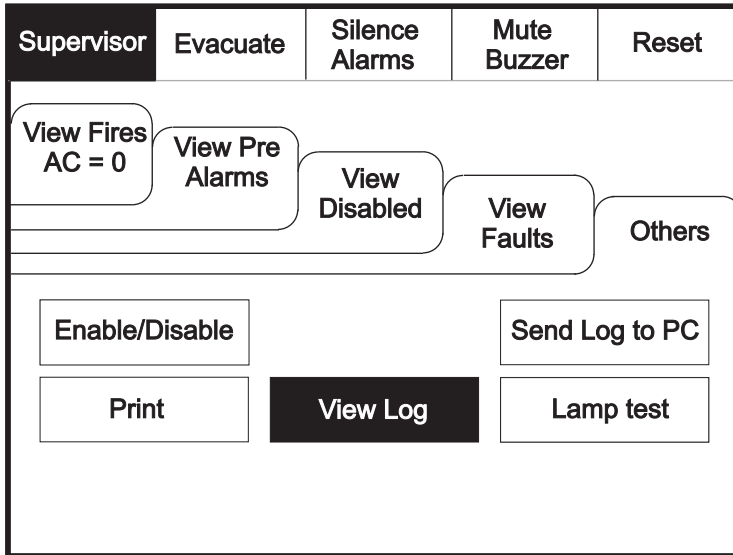 Supervisor
Evacuate
Silence
Alarms
Mute
Buzzer
Reset
View Fires
AC = 0
View Pre
Alarms
View
Disabled
View
Faults
Others
Enable/Disable
Send Log to PC
Print
View Log
Lamp test